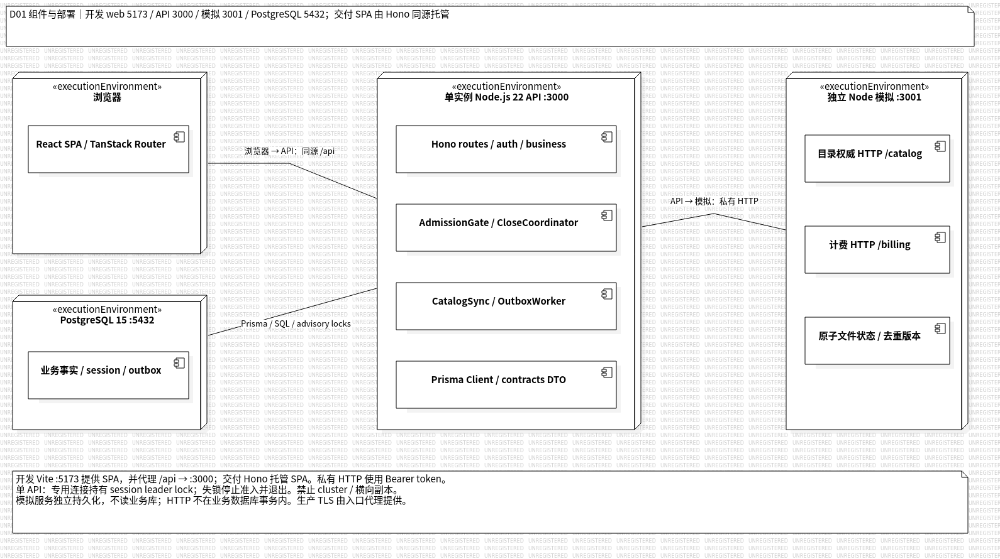 D01 组件与部署｜开发 web 5173 / API 3000 / 模拟 3001 / PostgreSQL 5432；交付 SPA 由 Hono 同源托管
«executionEnvironment»
浏览器
React SPA / TanStack Router
浏览器 → API：同源 /api
«executionEnvironment»
单实例 Node.js 22 API :3000
Hono routes / auth / business
AdmissionGate / CloseCoordinator
CatalogSync / OutboxWorker
Prisma Client / contracts DTO
API → 模拟：私有 HTTP
«executionEnvironment»
独立 Node 模拟 :3001
目录权威 HTTP /catalog
计费 HTTP /billing
原子文件状态 / 去重版本
«executionEnvironment»
PostgreSQL 15 :5432
业务事实 / session / outbox
Prisma / SQL / advisory locks
开发 Vite :5173 提供 SPA，并代理 /api → :3000；交付 Hono 托管 SPA。私有 HTTP 使用 Bearer token。
单 API：专用连接持有 session leader lock；失锁停止准入并退出。禁止 cluster / 横向副本。
模拟服务独立持久化，不读业务库；HTTP 不在业务数据库事务内。生产 TLS 由入口代理提供。
UNREGISTERED